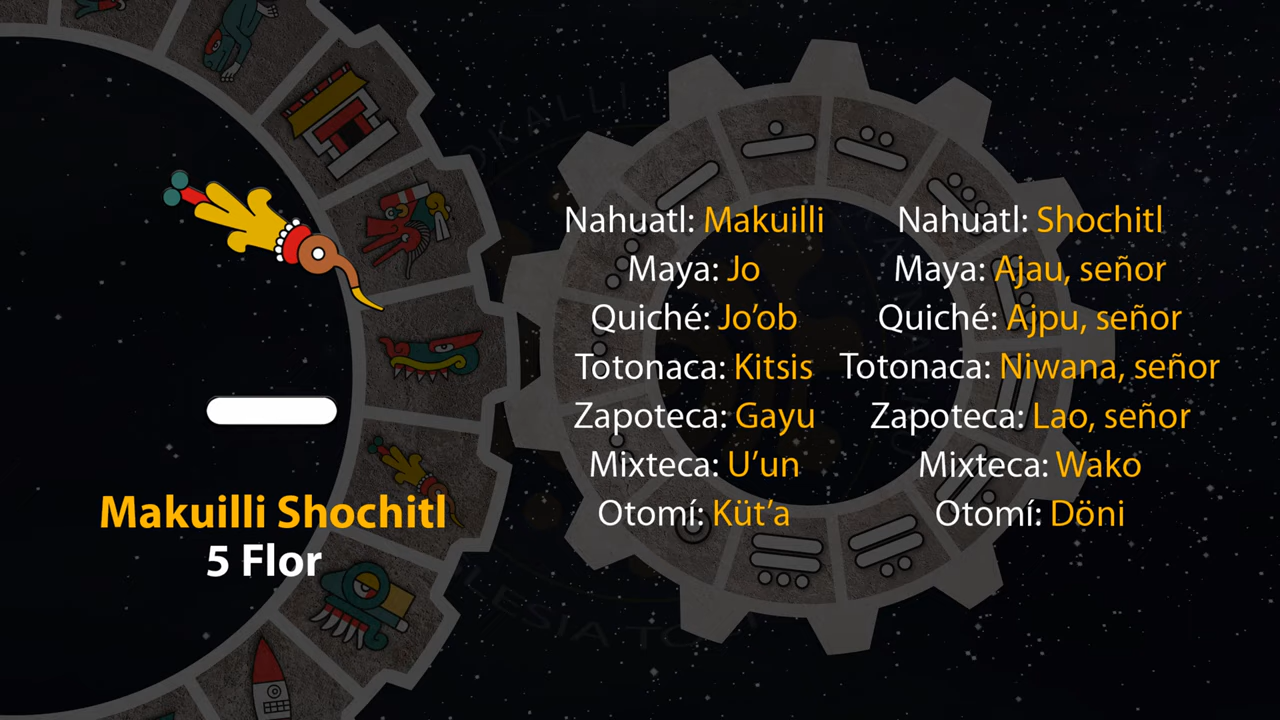 Nahuatl: Makuilli
Maya: Jo
Quiché: Jo’ob
Totonaca: Kitsis
Zapoteca: Gayu
Mixteca: U’un
Otomí: Küt’a
Nahuatl: Shochitl
Maya: Ajau, señor
Quiché: Ajpu, señor
Totonaca: Niwana, señor
Zapoteca: Lao, señor
Mixteca: Wako
Otomí: Döni
Makuilli Shochitl
5 Flor